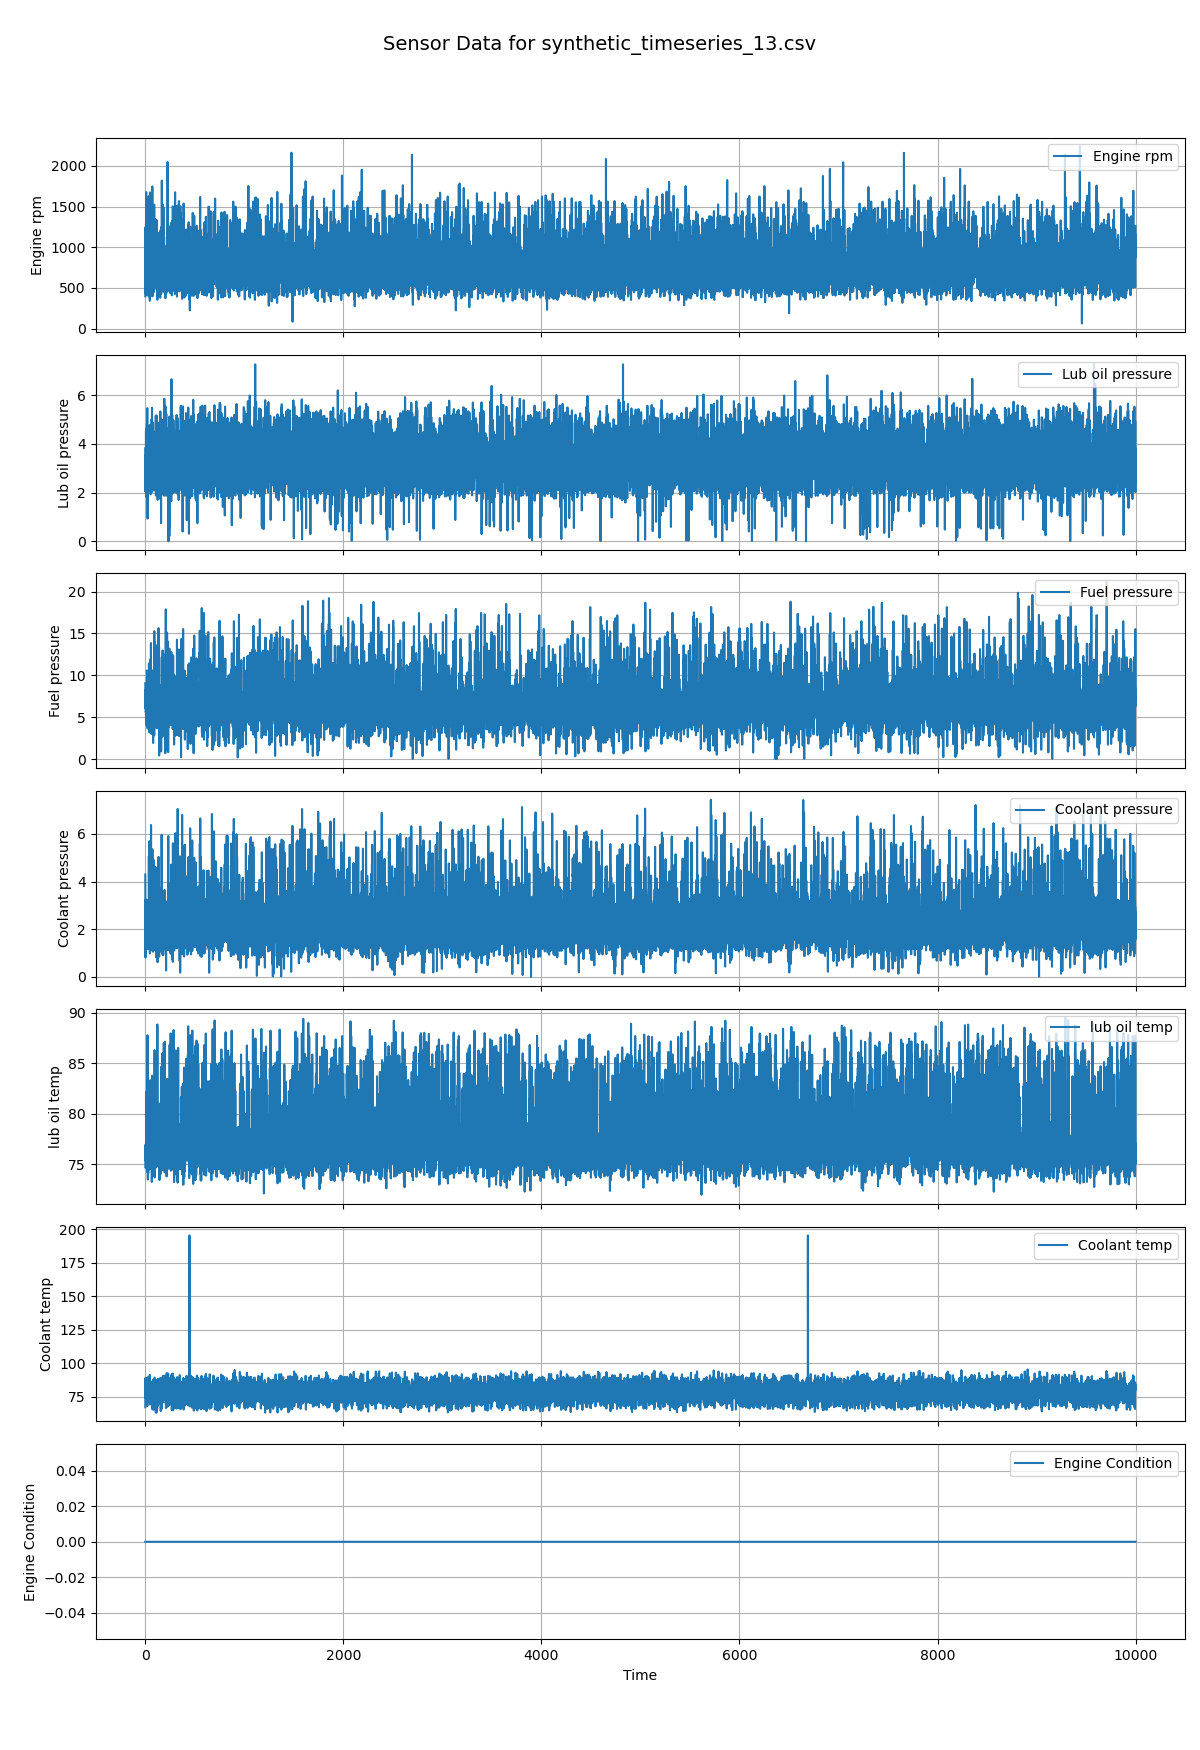 Sensor Data for synthetic_timeseries_13.csv
Engine rpm
2000
1500
1000
500
0
Engine rpm
Lub oil pressure
6
4
2
0
Lub oil pressure
Fuel pressure
20
15
10
5
0
Fuel pressure
Coolant pressure
6
4
2
0
Coolant pressure
lub oil temp
90
85
80
75
lub oil temp
Coolant temp
200
175
150
125
100
75
Coolant temp
Engine Condition
0.04
0.02
0.00
−0.02
−0.04
Engine Condition
0 2000 4000 6000 8000 10000
Time